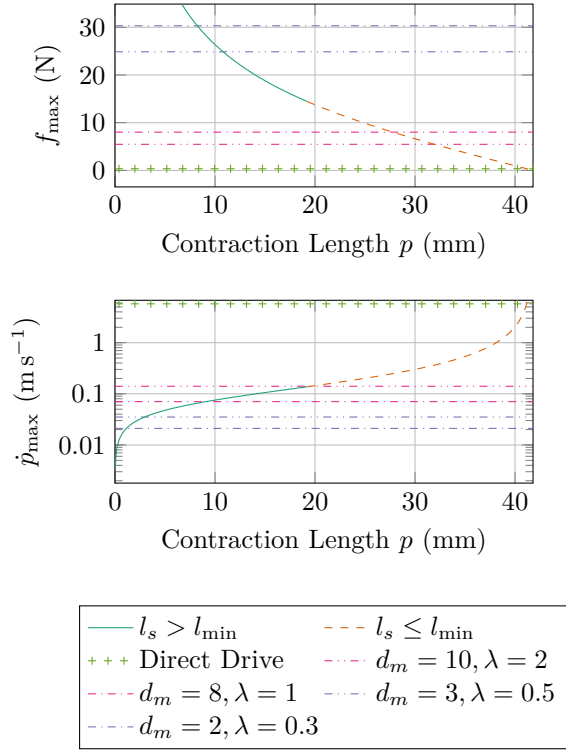 30
20
10
0
f_max (N)
0 10 20 30 40
Contraction Length p (mm)
1
0.1
0.01
ṗ_max (m s⁻¹)
0 10 20 30 40
Contraction Length p (mm)
l_s > l_min l_s ≤ l_min
Direct Drive d_m = 10, λ = 2
d_m = 8, λ = 1 d_m = 3, λ = 0.5
d_m = 2, λ = 0.3